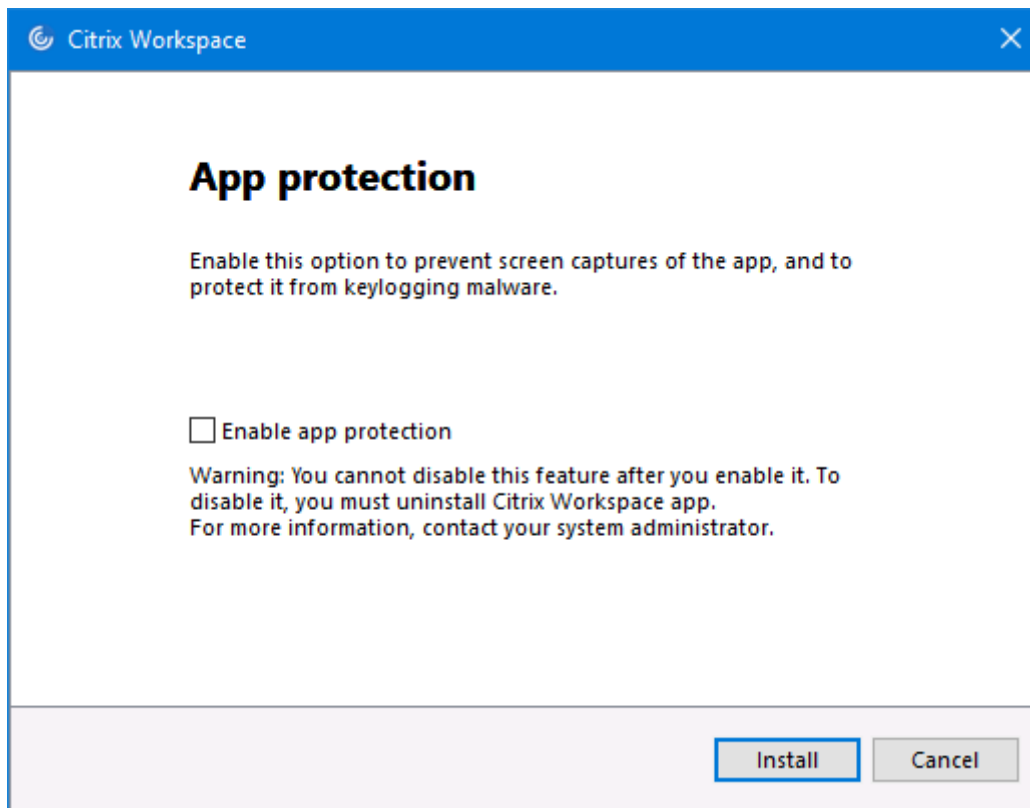 Citrix Workspace
App protection
Enable this option to prevent screen captures of the app, and to
protect it from keylogging malware.
Enable app protection
Warning: You cannot disable this feature after you enable it. To
disable it, you must uninstall Citrix Workspace app.
For more information, contact your system administrator.
Install Cancel